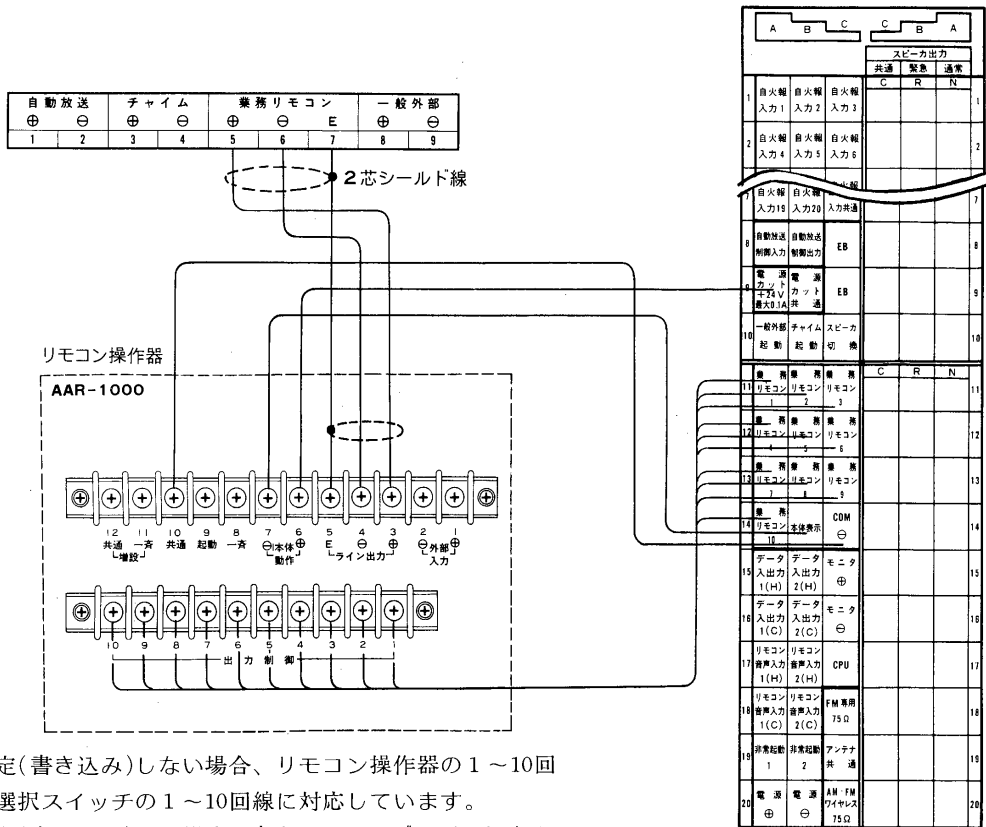 自動放送 チャイム 業務リモコン 一般外部
⊕ ⊖ ⊕ ⊖ ⊕ ⊖ E ⊕ ⊖
1 2 3 4 5 6 7 8 9
2芯シールド線
リモコン操作器
AAR-1000
12 11 10 9 8 7 6 5 4 3 2 1
共通 一斉 共通 起動 一斉 ⊖ 本体 ⊕ E ⊖ ⊕ ⊖ 外部 ⊕
増設 動作 ライン出力 入力
10 9 8 7 6 5 4 3 2 1
出力制御
定(書き込み)しない場合、リモコン操作器の1～10回
選択スイッチの1～10回線に対応しています。
A B C C B A
スピーカ出力
共通 緊急 通常
C R N
1 自火報 自火報 自火報 1
入力1 入力2 入力3
2 自火報 自火報 自火報 2
入力4 入力5 入力6
7 自火報 自火報 自火報 7
入力19 入力20 入力共通
8 自動放送 自動放送 EB 8
制御入力 制御出力
9 電源 電源 EB 9
カット カット
+24V 共通
最大0.1A
10 一般外部 チャイム スピーカ 10
起動 起動 切換
C R N
11 業務 業務 業務 11
リモコン リモコン リモコン
1 2 3
12 業務 業務 業務 12
リモコン リモコン リモコン
4 5 6
13 業務 業務 業務 13
リモコン リモコン リモコン
7 8 9
14 業務 本体表示 COM 14
リモコン ⊖
10
15 データ データ モニタ 15
入出力 入出力 ⊕
1(H) 2(H)
16 データ データ モニタ 16
入出力 入出力 ⊖
1(C) 2(C)
17 リモコン リモコン CPU 17
音声入力 音声入力
1(H) 2(H)
18 リモコン リモコン FM専用 18
音声入力 音声入力 75Ω
1(C) 2(C)
19 非常起動 非常起動 アンテナ 19
1 2 共通
20 電源 電源 AM・FM 20
⊕ ⊖ ワイヤレス
75Ω